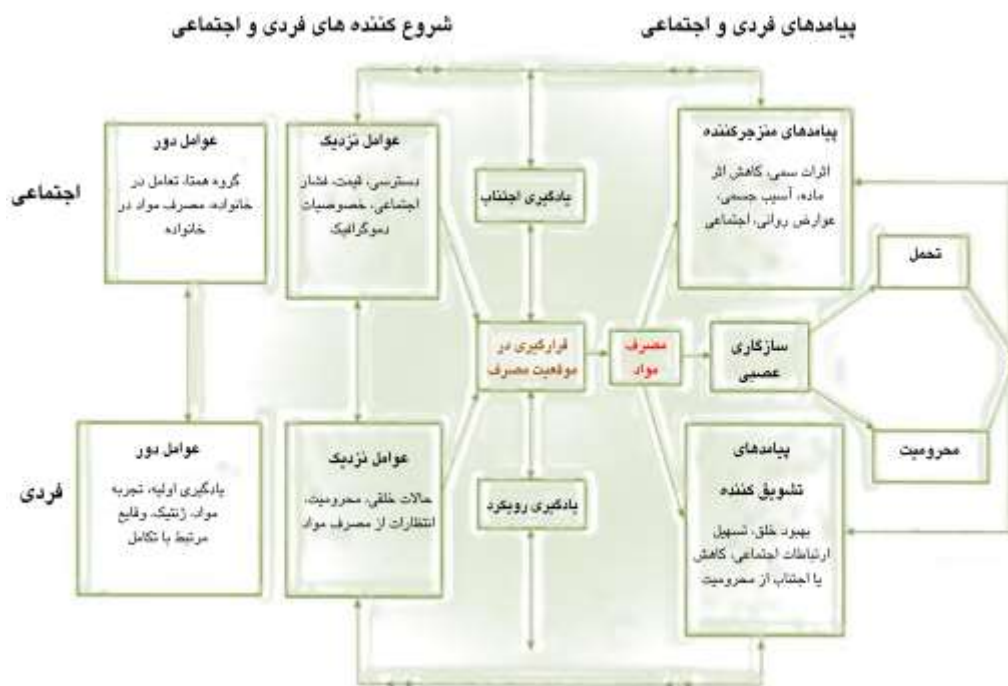 پیامدهای فردی و اجتماعی
شروع کننده های فردی و اجتماعی
اجتماعی
عوامل دور
گروه همتا، تعامل در
خانواده، مصرف مواد در
خانواده
عوامل نزدیک
دسترسی، قیمت، فشار
اجتماعی، خصوصیات
دموگرافیک
یادگیری اجتناب
پیامدهای منزجرکننده
اثرات سمی، کاهش اثر
ماده، آسیب جسمی،
عوارض روانی، اجتماعی
تحمل
قرارگیری در
موقعیت مصرف
مصرف
مواد
سازگاری
عصبی
محرومیت
فردی
عوامل دور
یادگیری اولیه، تجربه
مواد، ژنتیک، وقایع
مرتبط با تکامل
عوامل نزدیک
حالات خلقی، محرومیت،
انتظارات از مصرف مواد
یادگیری رویکرد
پیامدهای
تشویق کننده
بهبود خلق، تسهیل
ارتباطات اجتماعی، کاهش
یا اجتناب از محرومیت